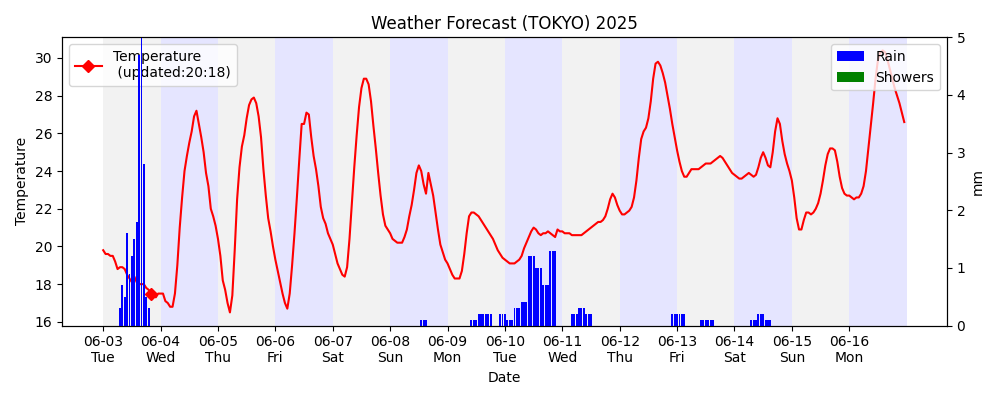 Weather Forecast (TOKYO) 2025
Temperature
(updated:20:18)
Rain
Showers
30
28
26
24
22
20
18
16
Temperature
5
4
3
2
1
0
mm
06-03 06-04 06-05 06-06 06-07 06-08 06-09 06-10 06-11 06-12 06-13 06-14 06-15 06-16
Tue Wed Thu Fri Sat Sun Mon Tue Wed Thu Fri Sat Sun Mon
Date